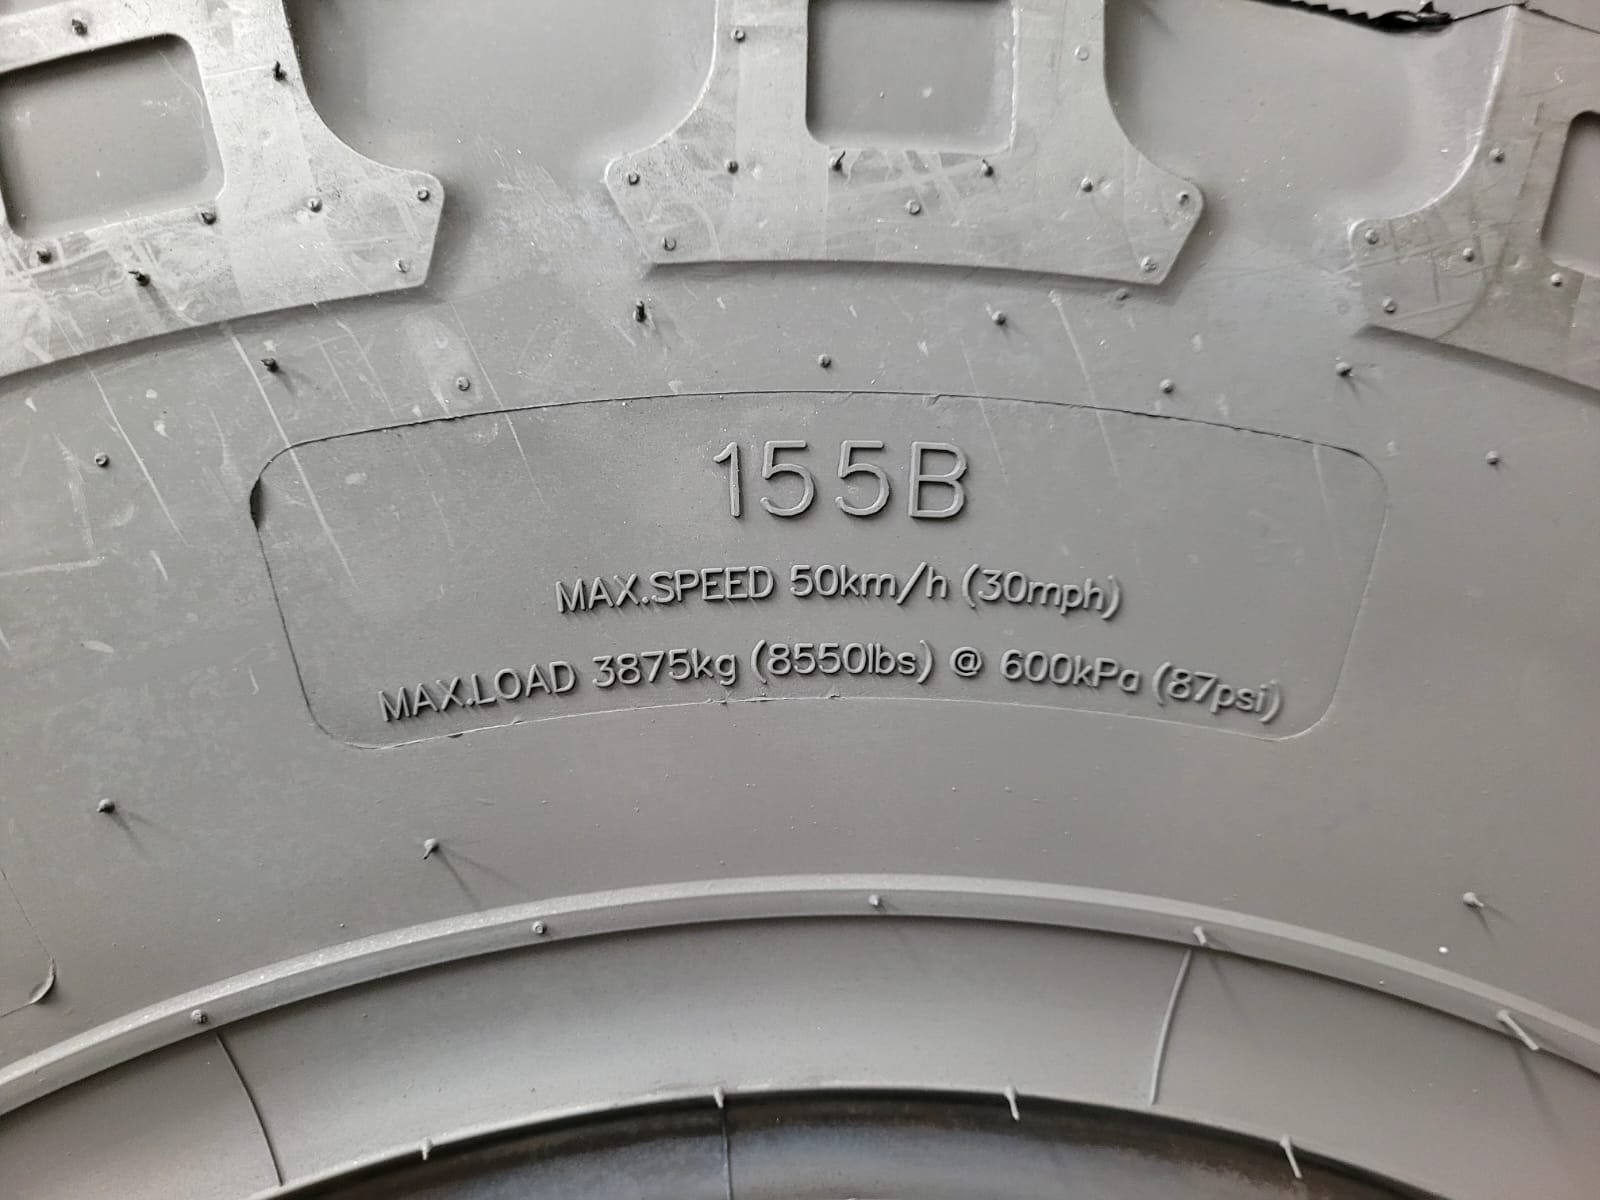 155B
MAX.SPEED 50km/h (30mph)
MAX.LOAD 3875kg (8550lbs) @ 600kPa (87psi)